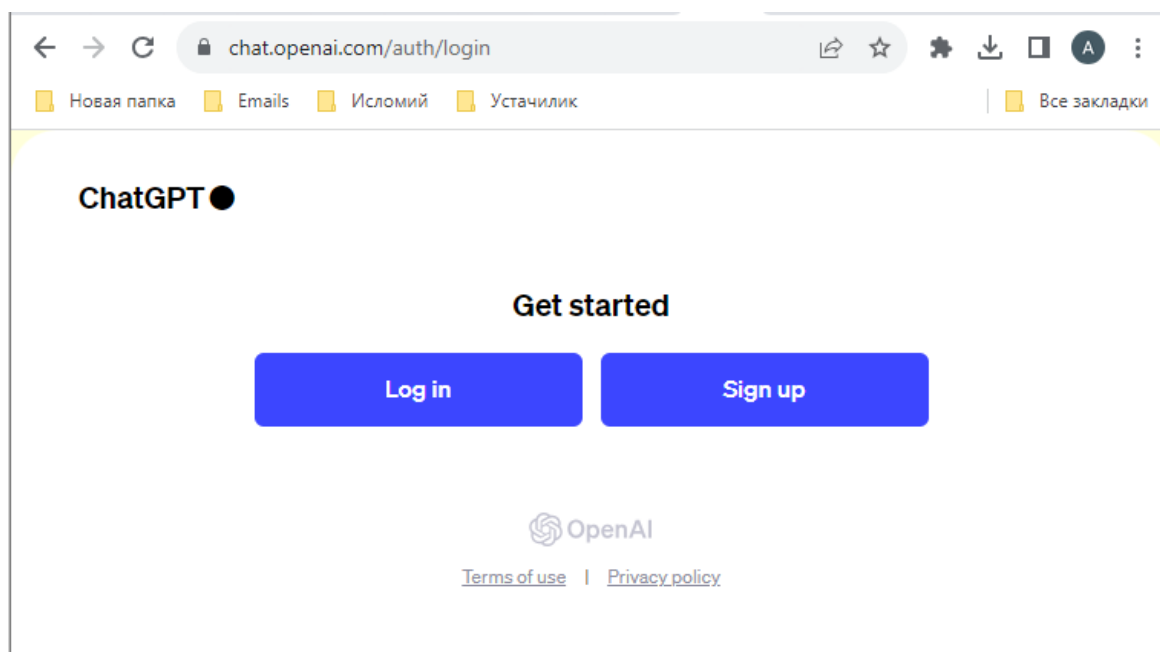 chat.openai.com/auth/login A
Новая папка Emails Исломий Устачилик Все закладки
ChatGPT
Get started
Log in Sign up
OpenAI
Terms of use | Privacy policy